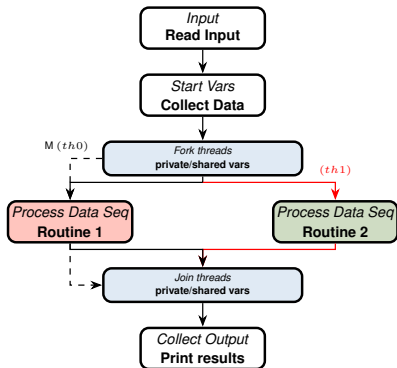 Input
Read Input
Start Vars
Collect Data
M (th0)
Fork threads
private/shared vars
(th1)
Process Data Seq
Routine 1
Process Data Seq
Routine 2
Join threads
private/shared vars
Collect Output
Print results